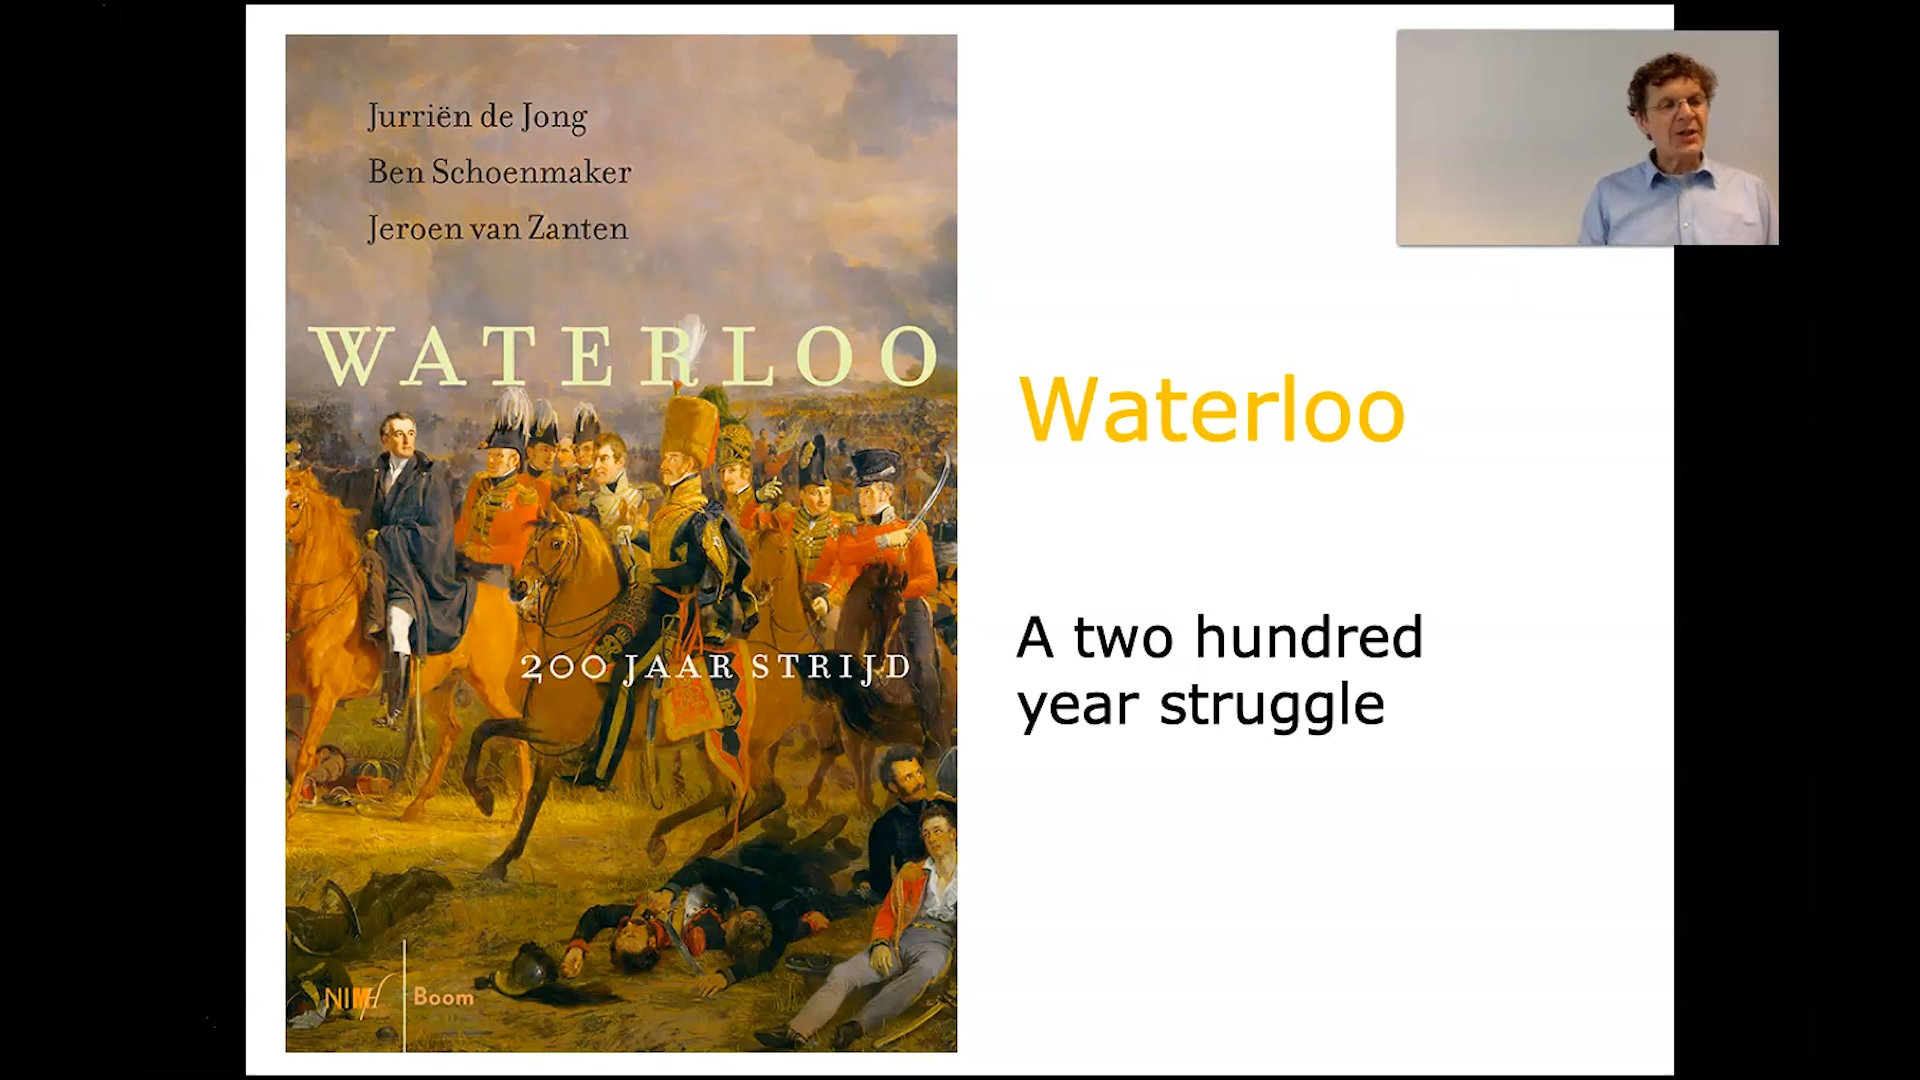 Jurriën de Jong
Ben Schoenmaker
Jeroen van Zanten
WATERLOO
200 JAAR STRIJD
NIMH
Boom
Waterloo
A two hundred
year struggle